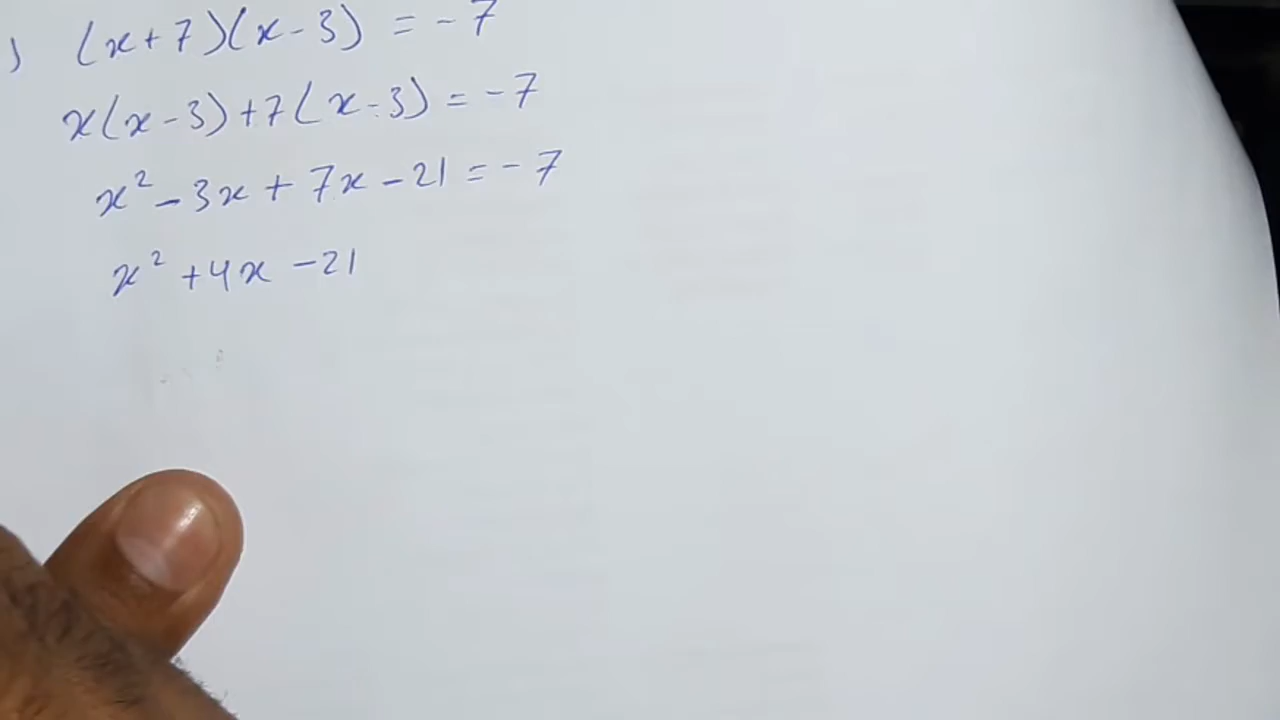 ) (x+7)(x-3) = -7
x(x-3)+7(x-3) = -7
x² -3x + 7x -21 = -7
x² +4x -21